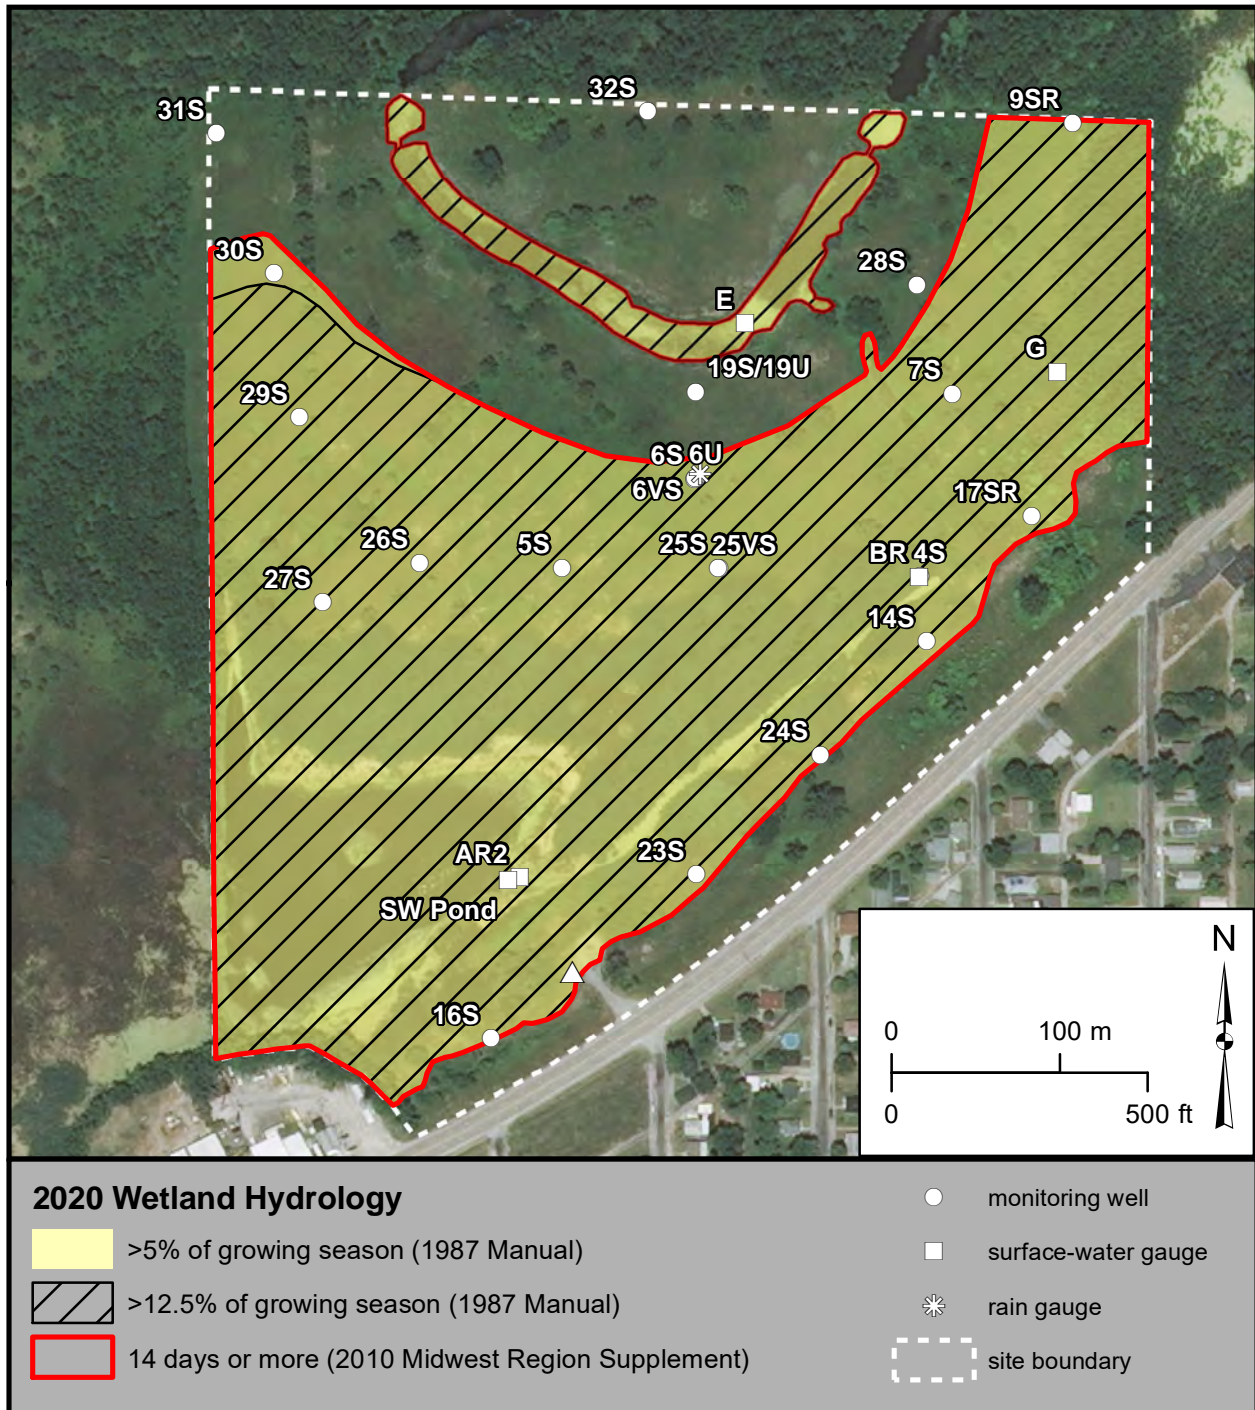 32S
9SR
31S
30S
28S
E
G
19S/19U
7S
29S
6S 6U
6VS
17SR
26S
5S
25S 25VS
BR 4S
27S
14S
24S
AR2
23S
SW Pond
16S
N
0 100 m
0 500 ft
2020 Wetland Hydrology
>5% of growing season (1987 Manual)
>12.5% of growing season (1987 Manual)
14 days or more (2010 Midwest Region Supplement)
monitoring well
surface-water gauge
rain gauge
site boundary